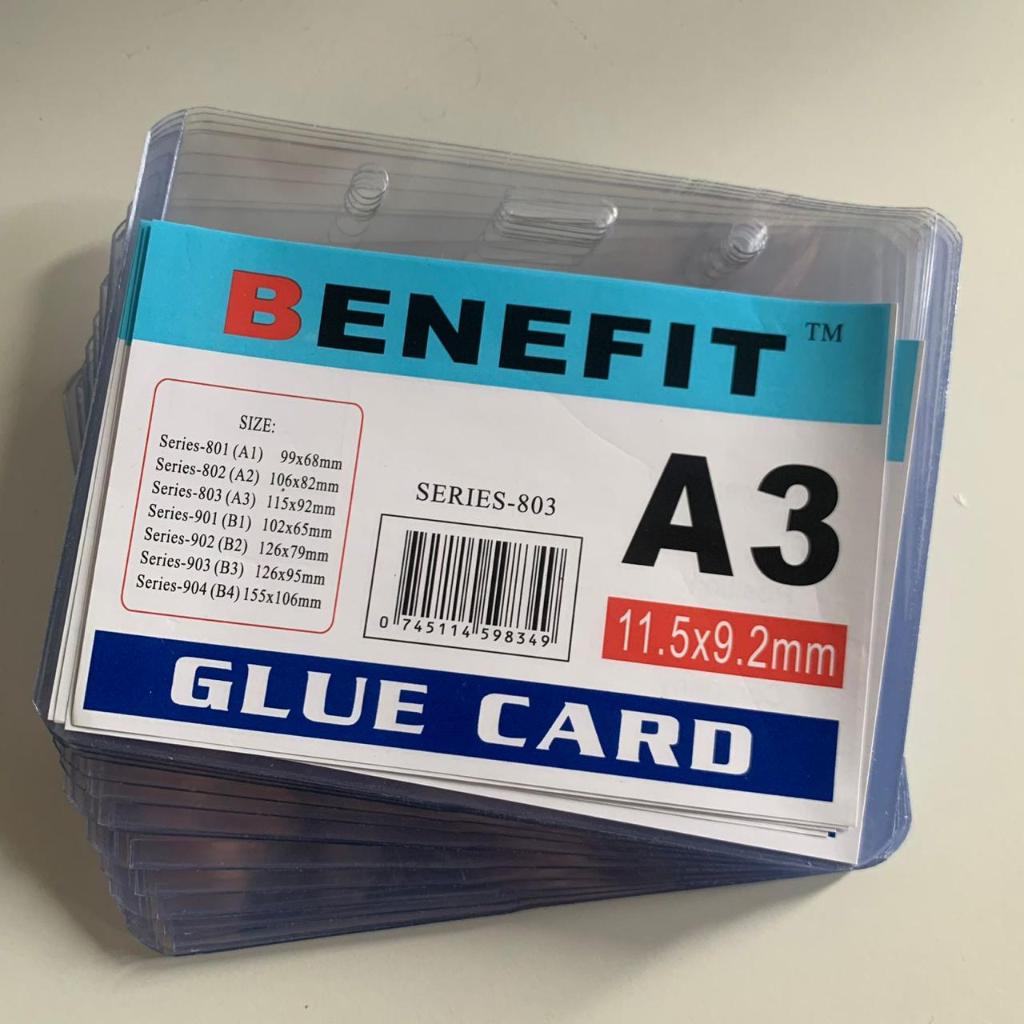 BENEFIT ™
SIZE:
Series-801 (A1) 99x68mm
Series-802 (A2) 106x82mm
Series-803 (A3) 115x92mm
Series-901 (B1) 102x65mm
Series-902 (B2) 126x79mm
Series-903 (B3) 126x95mm
Series-904 (B4) 155x106mm
SERIES-803
0 745114 598349
A3
11.5x9.2mm
GLUE CARD